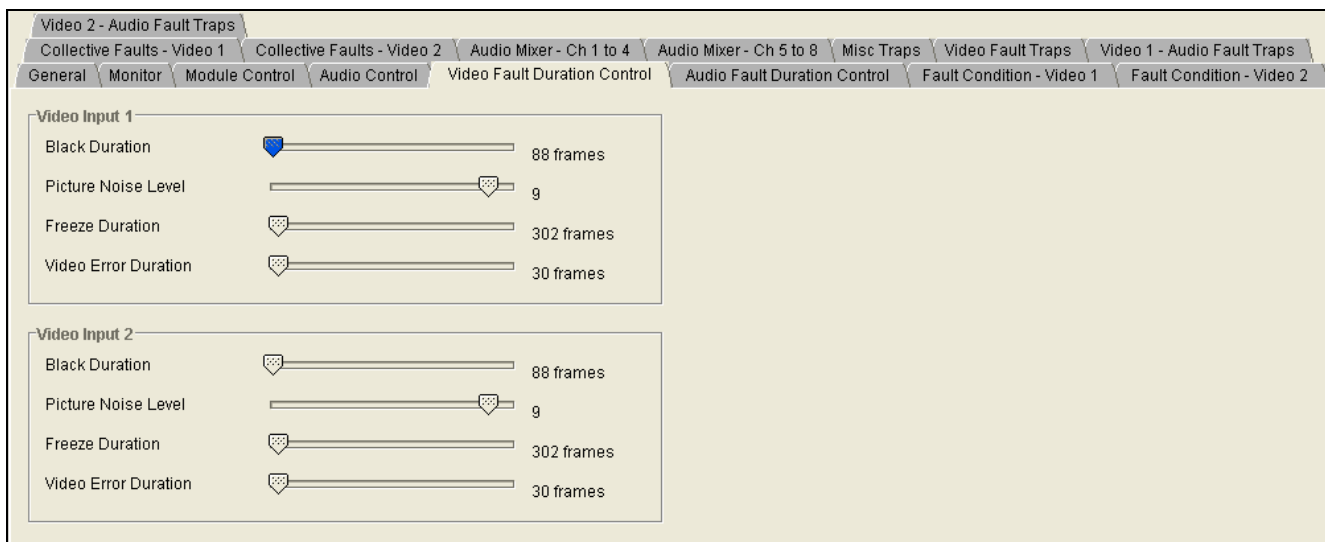 Video 2 - Audio Fault Traps
Collective Faults - Video 1 Collective Faults - Video 2 Audio Mixer - Ch 1 to 4 Audio Mixer - Ch 5 to 8 Misc Traps Video Fault Traps Video 1 - Audio Fault Traps
General Monitor Module Control Audio Control Video Fault Duration Control Audio Fault Duration Control Fault Condition - Video 1 Fault Condition - Video 2
Video Input 1
Black Duration 88 frames
Picture Noise Level 9
Freeze Duration 302 frames
Video Error Duration 30 frames
Video Input 2
Black Duration 88 frames
Picture Noise Level 9
Freeze Duration 302 frames
Video Error Duration 30 frames